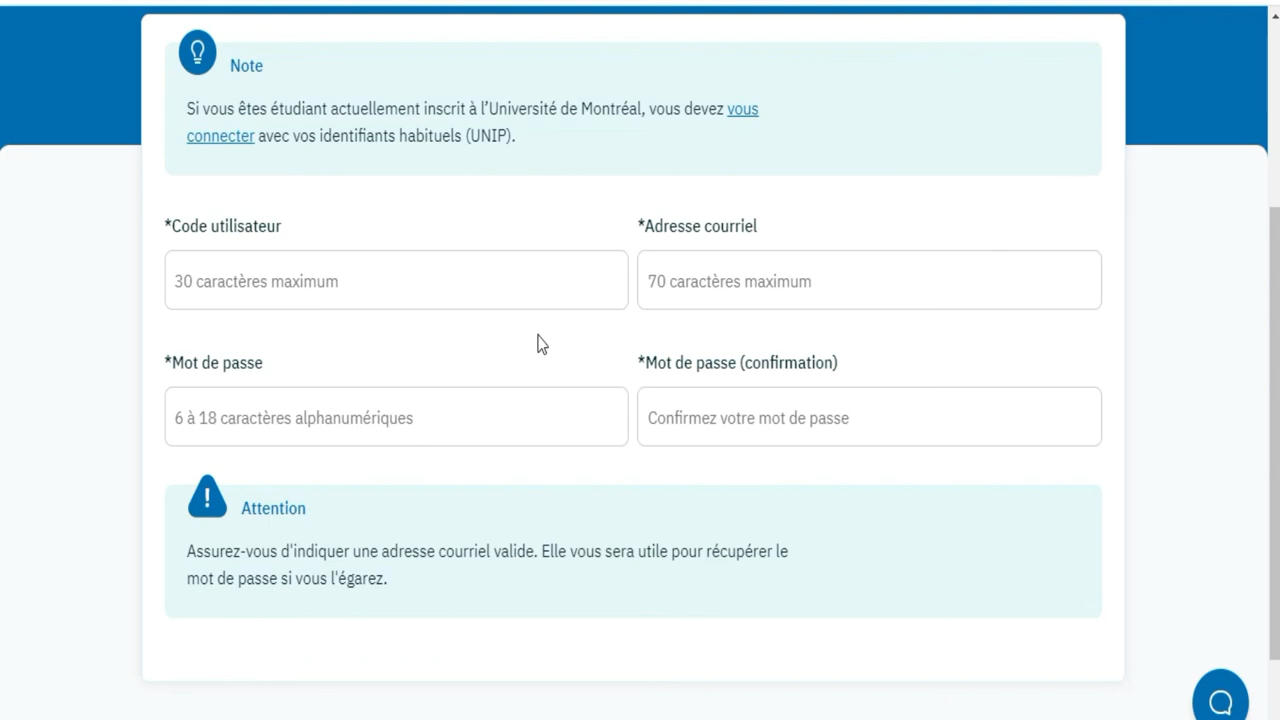 Note
Si vous êtes étudiant actuellement inscrit à l’Université de Montréal, vous devez vous
connecter avec vos identifiants habituels (UNIP).
*Code utilisateur
*Adresse courriel
30 caractères maximum
70 caractères maximum
*Mot de passe
*Mot de passe (confirmation)
6 à 18 caractères alphanumériques
Confirmez votre mot de passe
Attention
Assurez-vous d'indiquer une adresse courriel valide. Elle vous sera utile pour récupérer le
mot de passe si vous l'égarez.